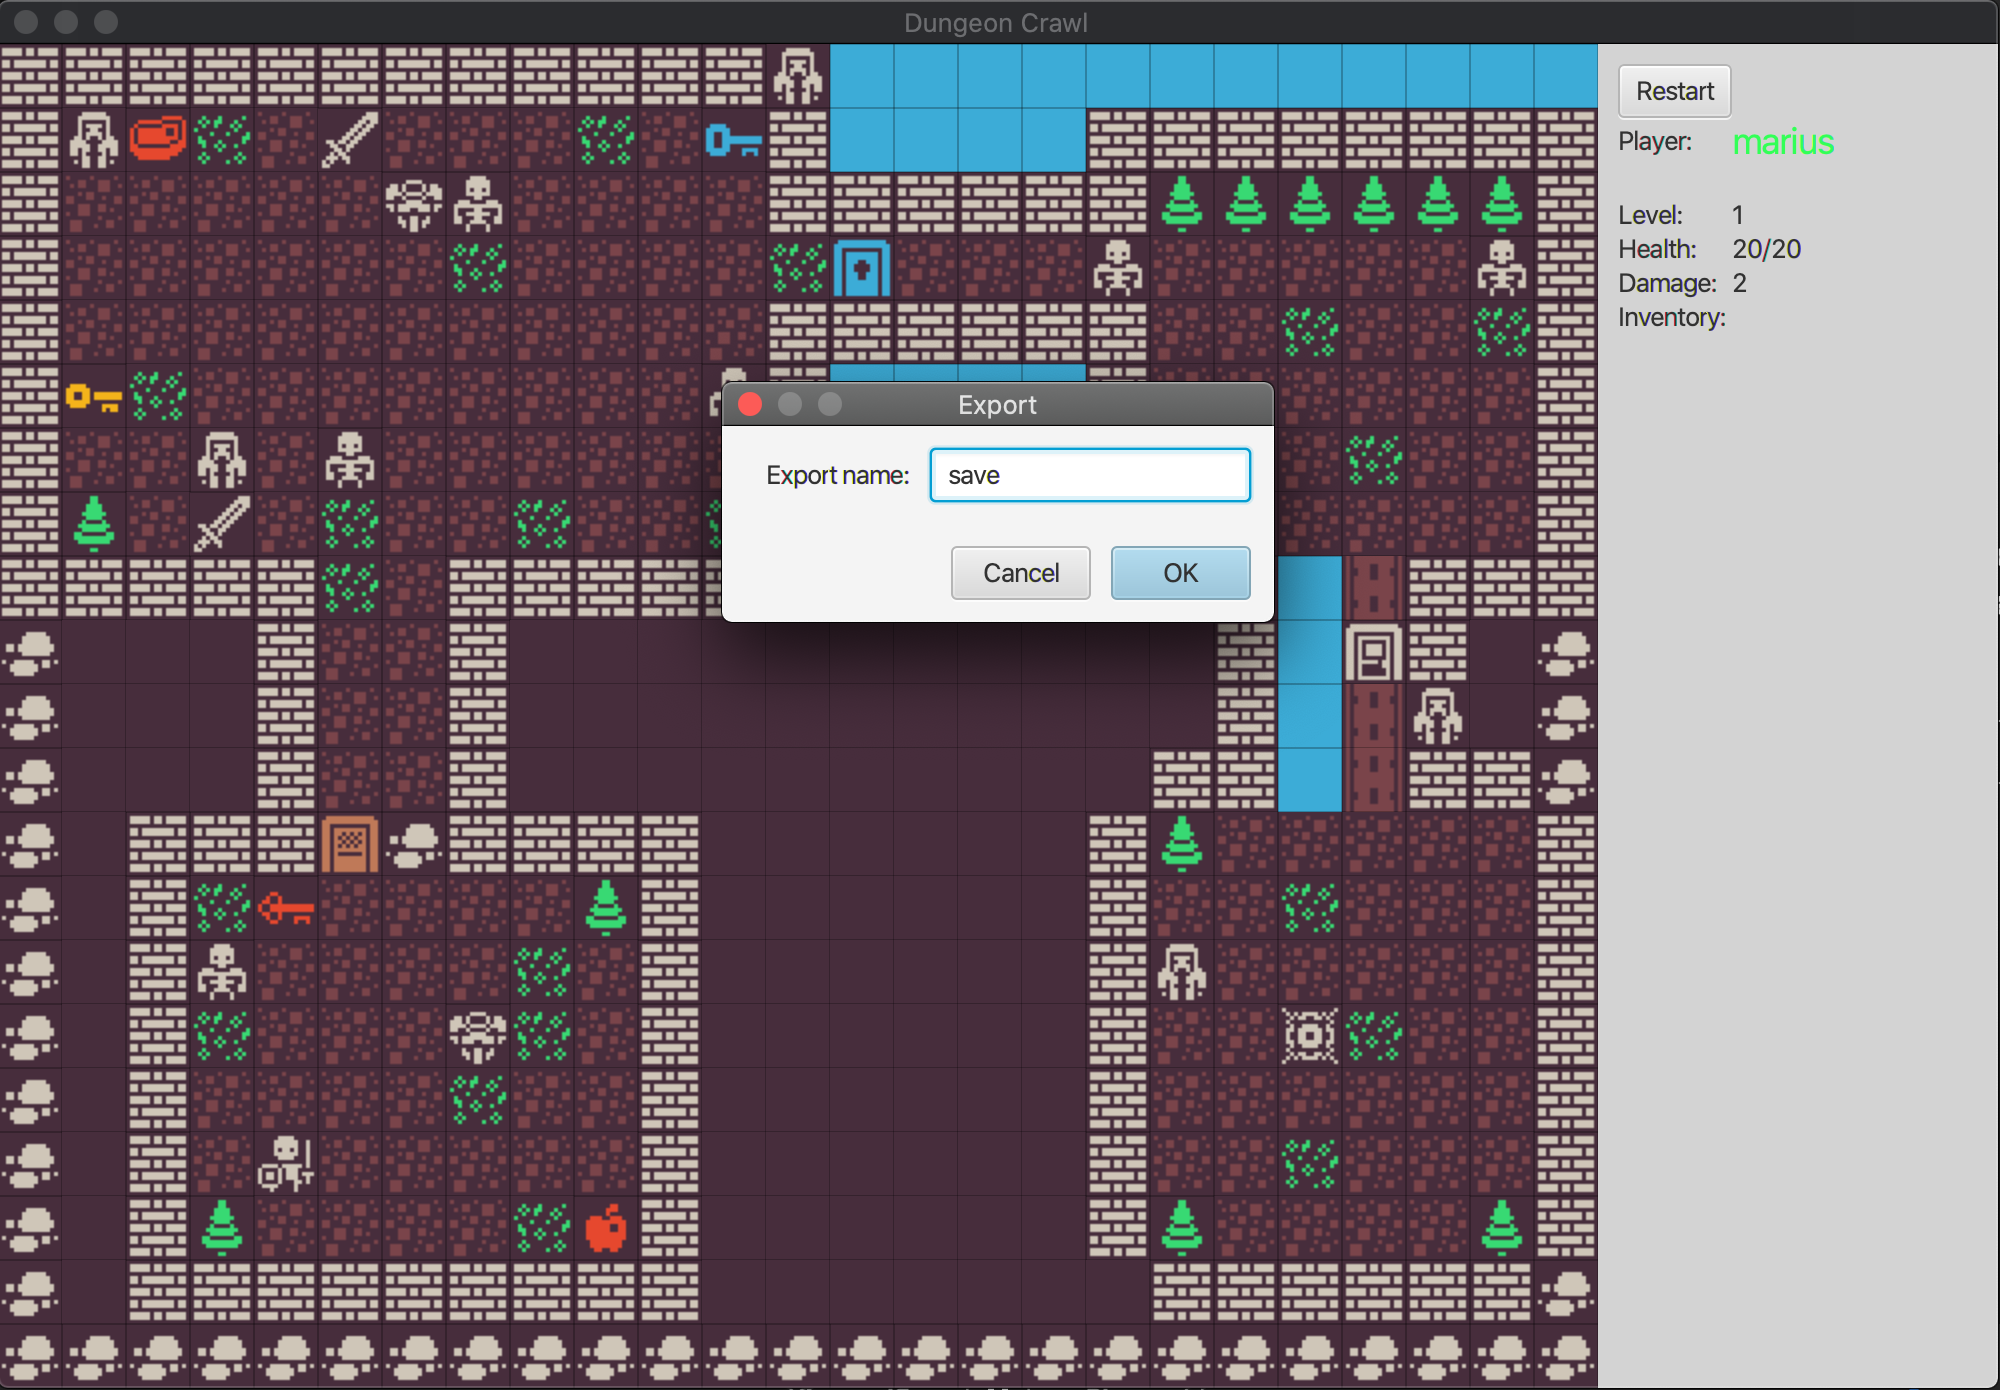 Dungeon Crawl
Restart
Player: marius
Level: 1
Health: 20/20
Damage: 2
Inventory:
Export
Export name: save
Cancel OK